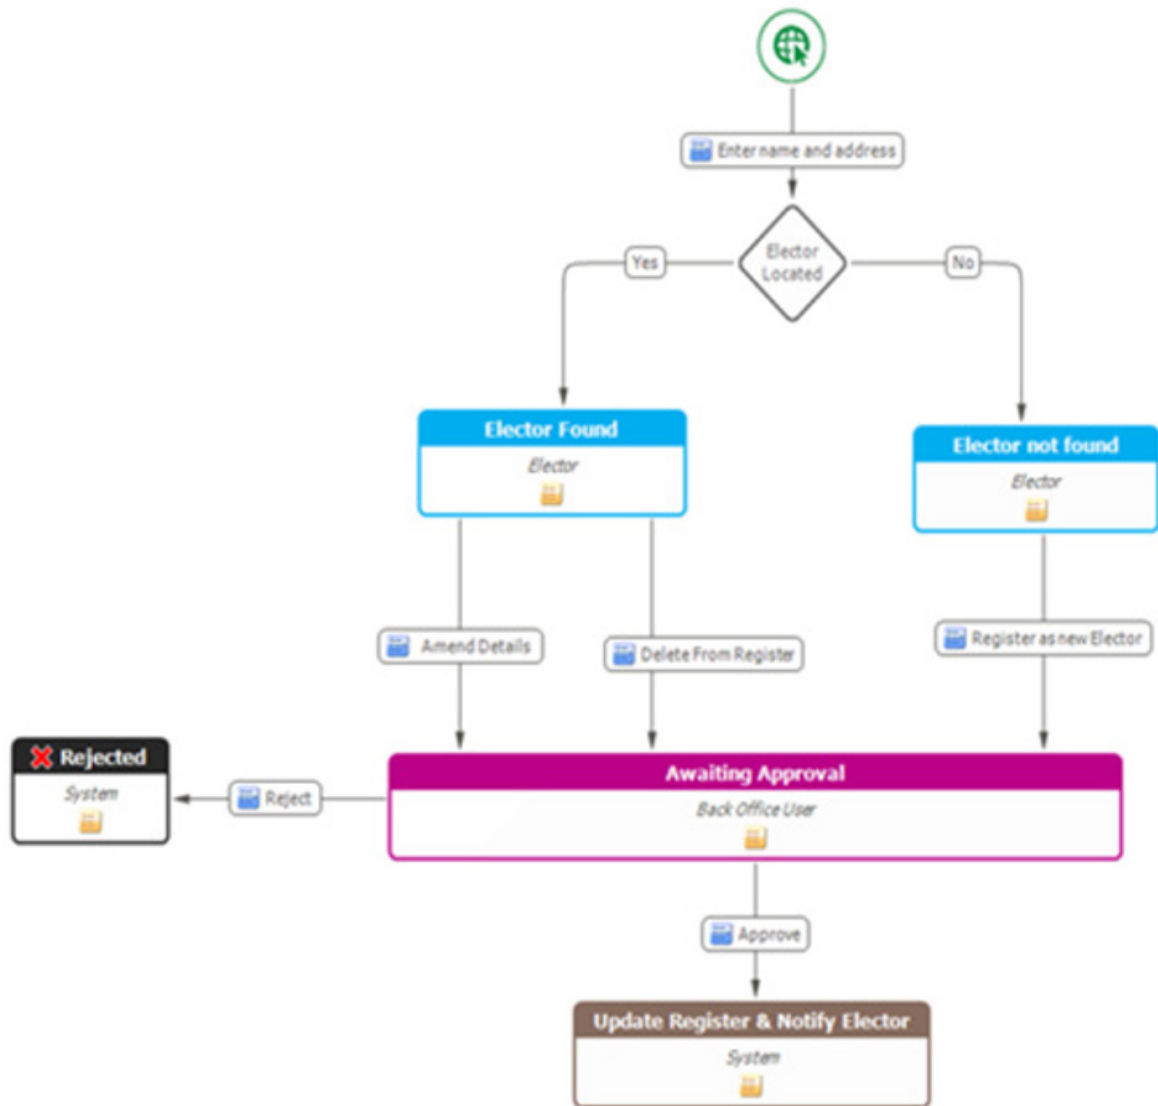 Enter name and address
Elector
Located
Yes
No
Elector Found
Elector
Elector not found
Elector
Amend Details
Delete From Register
Register as new Elector
Rejected
System
Reject
Awaiting Approval
Back Office User
Approve
Update Register & Notify Elector
System